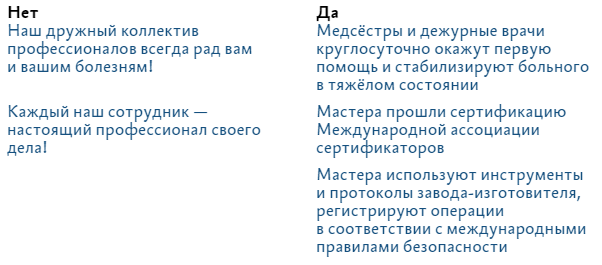 Нет
Наш дружный коллектив
профессионалов всегда рад вам
и вашим болезням!
Каждый наш сотрудник —
настоящий профессионал своего
дела!
Да
Медсёстры и дежурные врачи
круглосуточно окажут первую
помощь и стабилизируют больного
в тяжёлом состоянии
Мастера прошли сертификацию
Международной ассоциации
сертификаторов
Мастера используют инструменты
и протоколы завода-изготовителя,
регистрируют операции
в соответствии с международными
правилами безопасности